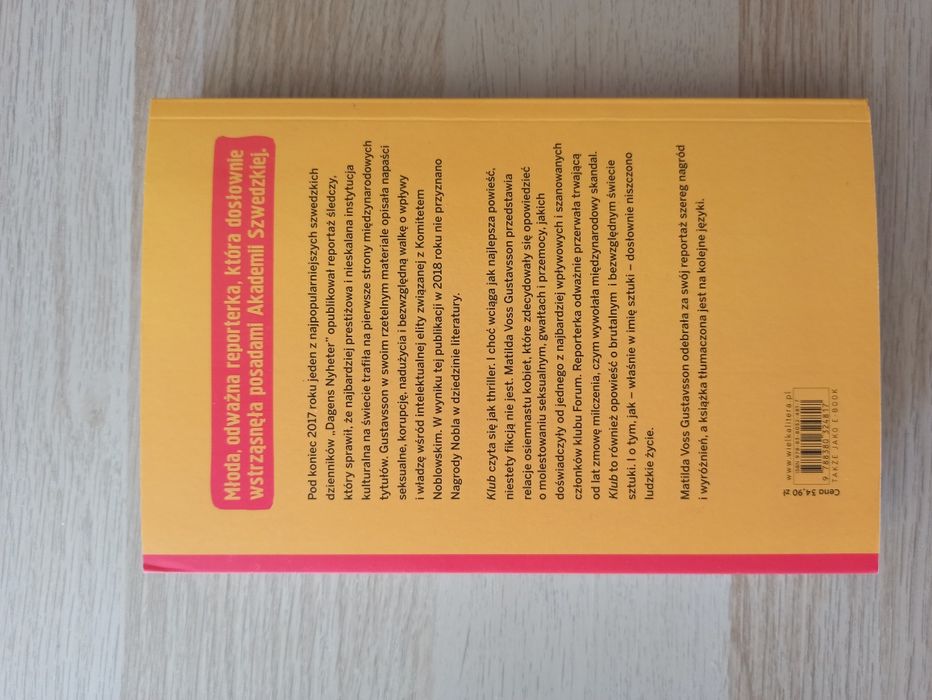 Młoda, odważna reporterka, która dosłownie
wstrząsnęła posadami Akademii Szwedzkiej.
Pod koniec 2017 roku jeden z najpopularniejszych szwedzkich
dzienników „Dagens Nyheter” opublikował reportaż śledczy,
który sprawił, że najbardziej prestiżowa i nieskalana instytucja
kulturalna na świecie trafiła na pierwsze strony międzynarodowych
tytułów. Gustavsson w swoim rzetelnym materiale opisała napaści
seksualne, korupcję, nadużycia i bezwzględną walkę o wpływy
i władzę wśród intelektualnej elity związanej z Komitetem
Noblowskim. W wyniku tej publikacji w 2018 roku nie przyznano
Nagrody Nobla w dziedzinie literatury.
Klub czyta się jak thriller. I choć wciąga jak najlepsza powieść,
niestety fikcją nie jest. Matilda Voss Gustavsson przedstawia
relacje osiemnastu kobiet, które zdecydowały się opowiedzieć
o molestowaniu seksualnym, gwałtach i przemocy, jakich
doświadczyły od jednego z najbardziej wpływowych i szanowanych
członków klubu Forum. Reporterka odważnie przerwała trwającą
od lat zmowę milczenia, czym wywołała międzynarodowy skandal.
Klub to również opowieść o brutalnym i bezwzględnym świecie
sztuki. I o tym, jak – właśnie w imię sztuki – dosłownie niszczono
ludzkie życie.
Matilda Voss Gustavsson odebrała za swój reportaż szereg nagród
i wyróżnień, a książka tłumaczona jest na kolejne języki.
www.wielkalitera.pl
9 788380 324817
TAKŻE JAKO E-BOOK
Cena 34,90 zł